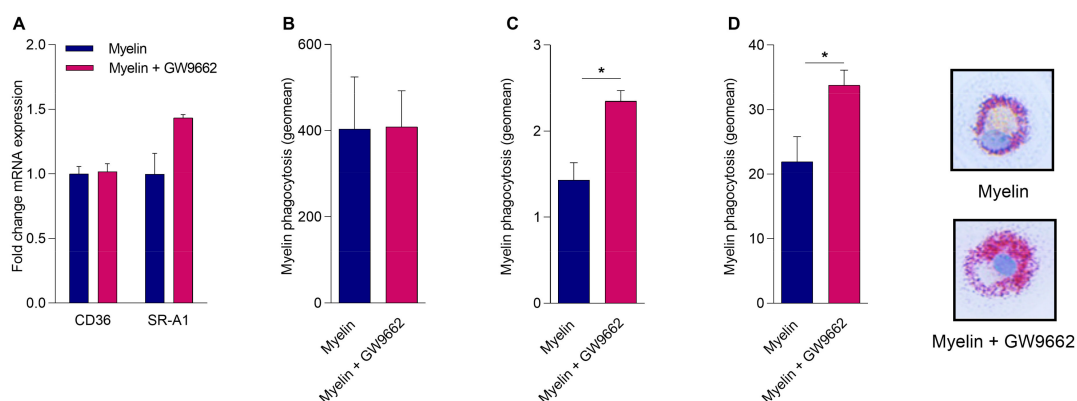 A
Fold change mRNA expression
2.0
1.5
1.0
0.5
0.0
Myelin
Myelin + GW9662
CD36
SR-A1
B
Myelin phagocytosis (geomean)
600
400
200
0
Myelin
Myelin + GW9662
C
Myelin phagocytosis (geomean)
3
2
1
0
*
Myelin
Myelin + GW9662
D
Myelin phagocytosis (geomean)
40
30
20
10
0
*
Myelin
Myelin + GW9662
Myelin
Myelin + GW9662